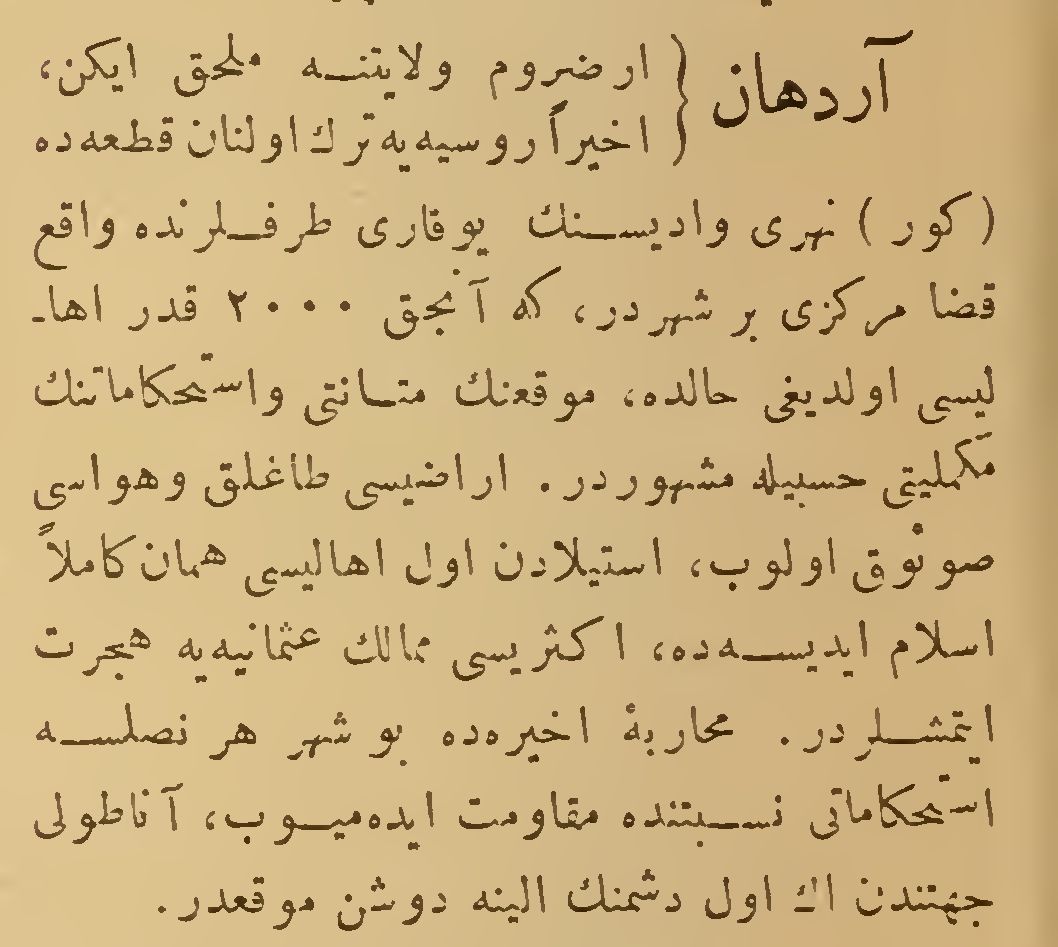 آردهان } ارضروم ولايتنه ملحق ايكن،
اخيراً روسيه‌يه ترك اولنان قطعه‌ده
(كور) نهرى واديسنك يوقارى طرفلرنده واقع
قضا مركزى بر شهردر، كه آنجق ٢٠٠٠ قدر اها-
ليسى اولديغى حالده، موقعنك متانتى واستحكاماتنك
مكمليتى حسبيله مشهوردر. اراضيسى طاغلق وهواسى
صوئوق اولوب، استيلادن اول اهاليسى همان كاملاً
اسلام ايديسه‌ده، اكثريسى ممالك عثمانيه‌يه هجرت
ايتمشلردر. محاربهٔ اخيره‌ده بو شهر هر نصلسه
استحكاماتى نسبتنده مقاومت ايده‌ميوب، آناطولى
جهتندن اك اول دشمنك الينه دوشن موقعدر.